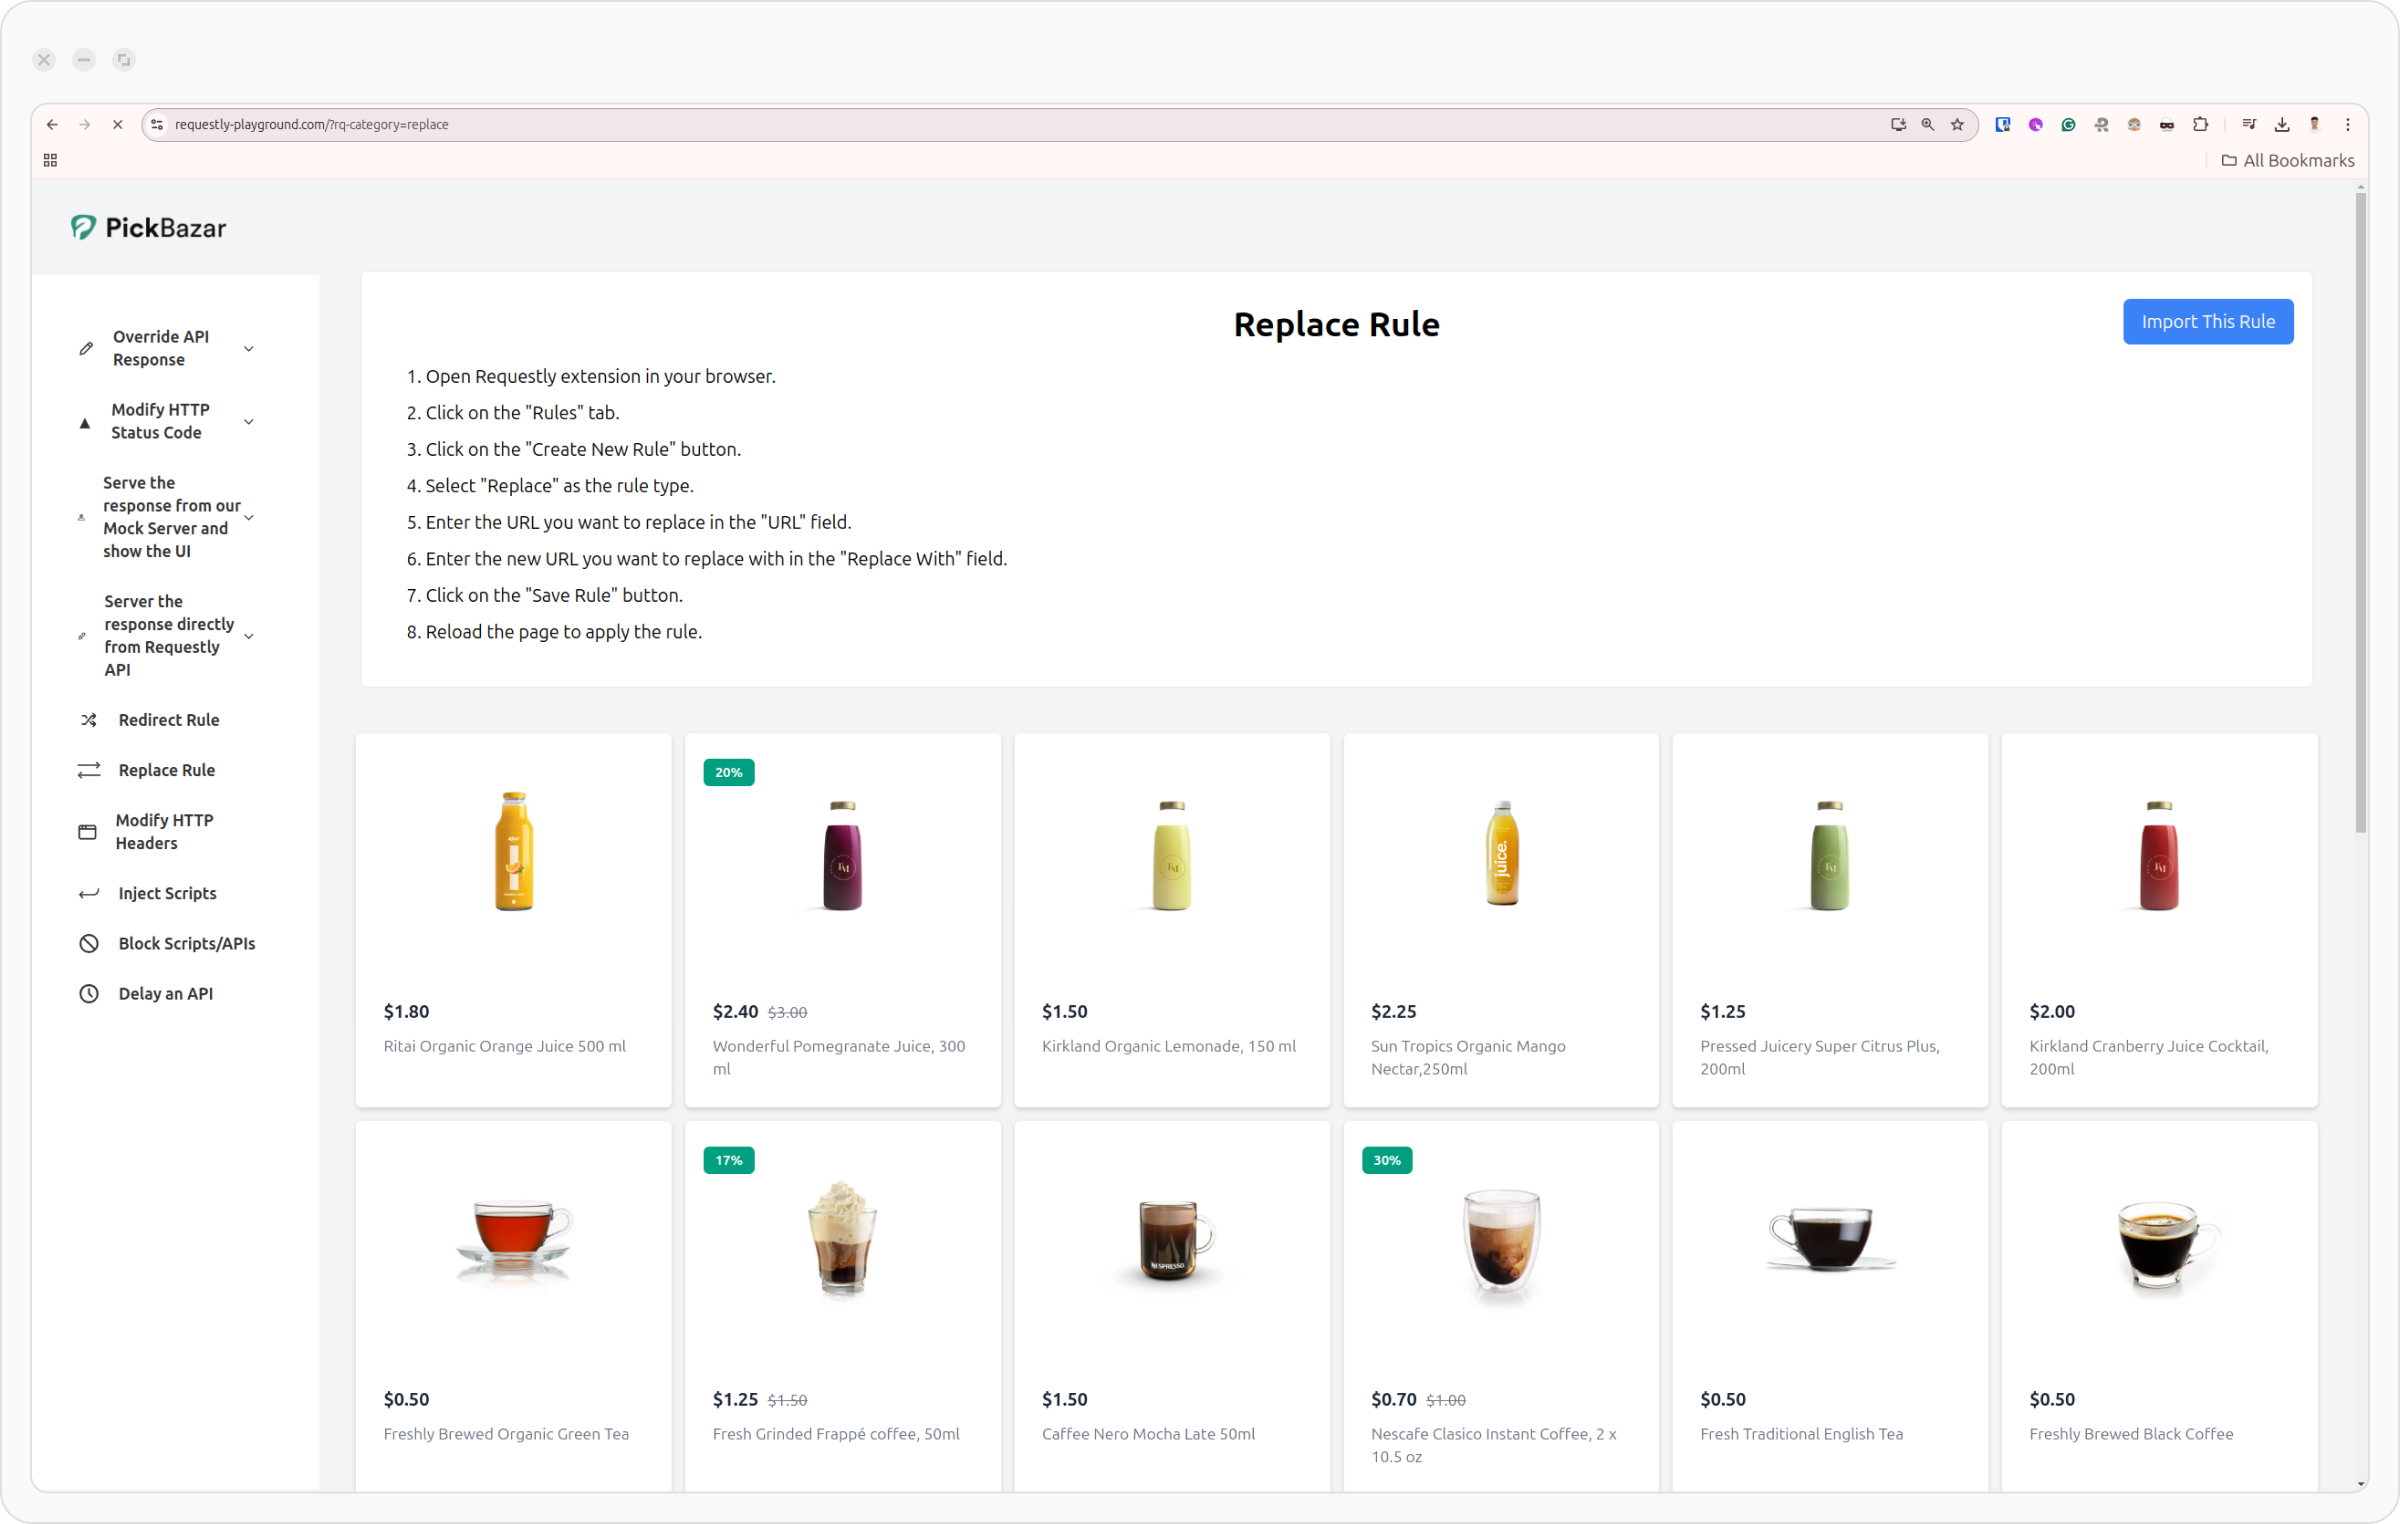 requestly-playground.com/?rq-category=replace
All Bookmarks
PickBazar
Override API
Response
Modify HTTP
Status Code
Serve the
response from our
Mock Server and
show the UI
Server the
response directly
from Requestly
API
Redirect Rule
Replace Rule
Modify HTTP
Headers
Inject Scripts
Block Scripts/APIs
Delay an API
Replace Rule
Import This Rule
1. Open Requestly extension in your browser.
2. Click on the "Rules" tab.
3. Click on the "Create New Rule" button.
4. Select "Replace" as the rule type.
5. Enter the URL you want to replace in the "URL" field.
6. Enter the new URL you want to replace with in the "Replace With" field.
7. Click on the "Save Rule" button.
8. Reload the page to apply the rule.
$1.80
Ritai Organic Orange Juice 500 ml
20%
$2.40 $3.00
Wonderful Pomegranate Juice, 300
ml
$1.50
Kirkland Organic Lemonade, 150 ml
juice.
$2.25
Sun Tropics Organic Mango
Nectar,250ml
$1.25
Pressed Juicery Super Citrus Plus,
200ml
$2.00
Kirkland Cranberry Juice Cocktail,
200ml
$0.50
Freshly Brewed Organic Green Tea
17%
$1.25 $1.50
Fresh Grinded Frappé coffee, 50ml
NESPRESSO
$1.50
Caffee Nero Mocha Late 50ml
30%
$0.70 $1.00
Nescafe Clasico Instant Coffee, 2 x
10.5 oz
$0.50
Fresh Traditional English Tea
$0.50
Freshly Brewed Black Coffee